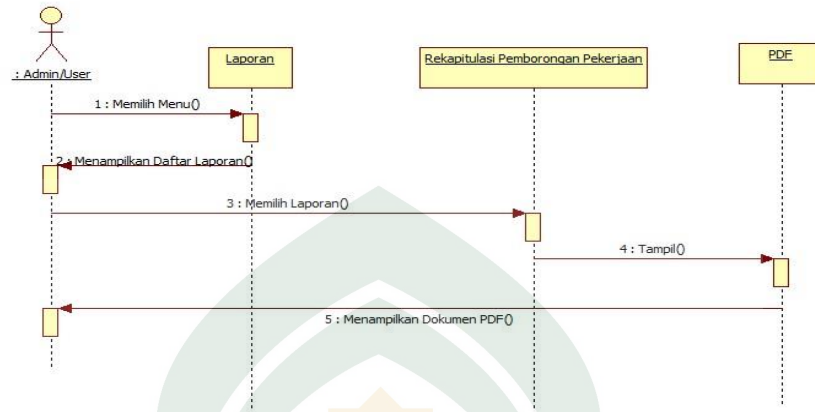 Laporan
Rekapitulasi Pemborongan Pekerjaan
PDF
: Admin/User
1 : Memilih Menu()
2 : Menampilkan Daftar Laporan()
3 : Memilih Laporan()
4 : Tampil()
5 : Menampilkan Dokumen PDF()